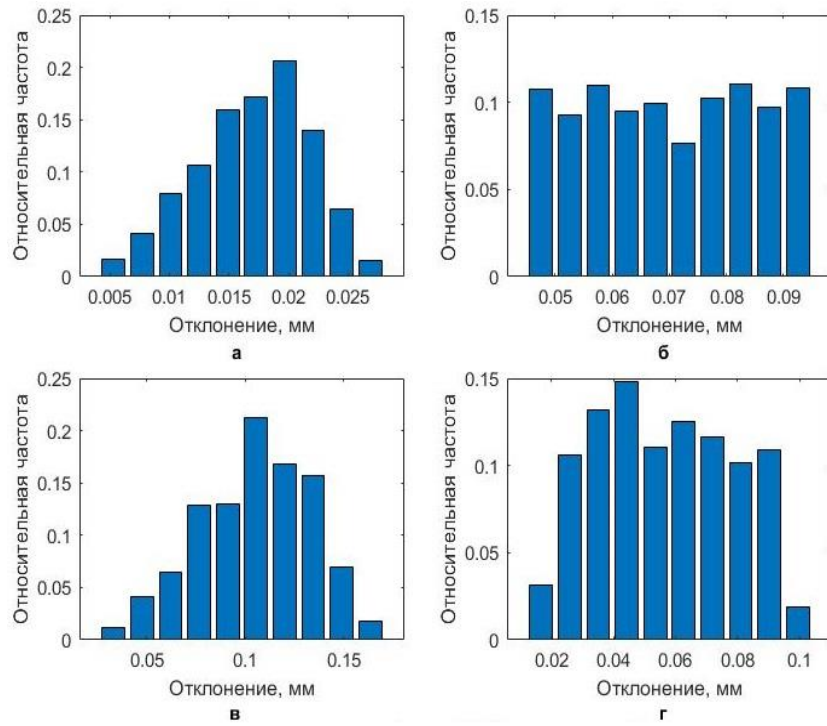 0.25
0.2
0.15
0.1
0.05
0
Относительная частота
0.005 0.01 0.015 0.02 0.025
Отклонение, мм
а
0.15
0.1
0.05
0
Относительная частота
0.05 0.06 0.07 0.08 0.09
Отклонение, мм
б
0.25
0.2
0.15
0.1
0.05
0
Относительная частота
0.05 0.1 0.15
Отклонение, мм
в
0.15
0.1
0.05
0
Относительная частота
0.02 0.04 0.06 0.08 0.1
Отклонение, мм
г